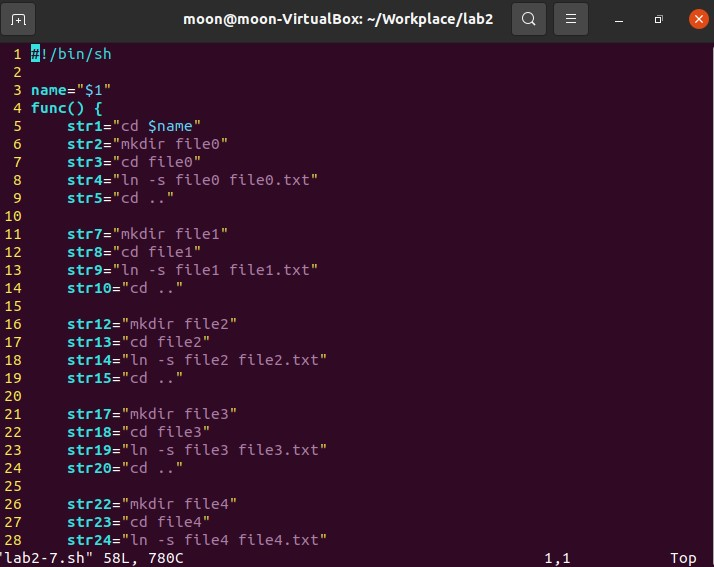 moon@moon-VirtualBox: ~/Workplace/lab2
1 #!/bin/sh
2
3 name="$1"
4 func() {
5     str1="cd $name"
6     str2="mkdir file0"
7     str3="cd file0"
8     str4="ln -s file0 file0.txt"
9     str5="cd .."
10
11     str7="mkdir file1"
12     str8="cd file1"
13     str9="ln -s file1 file1.txt"
14     str10="cd .."
15
16     str12="mkdir file2"
17     str13="cd file2"
18     str14="ln -s file2 file2.txt"
19     str15="cd .."
20
21     str17="mkdir file3"
22     str18="cd file3"
23     str19="ln -s file3 file3.txt"
24     str20="cd .."
25
26     str22="mkdir file4"
27     str23="cd file4"
28     str24="ln -s file4 file4.txt"
"lab2-7.sh" 58L, 780C 1,1 Top